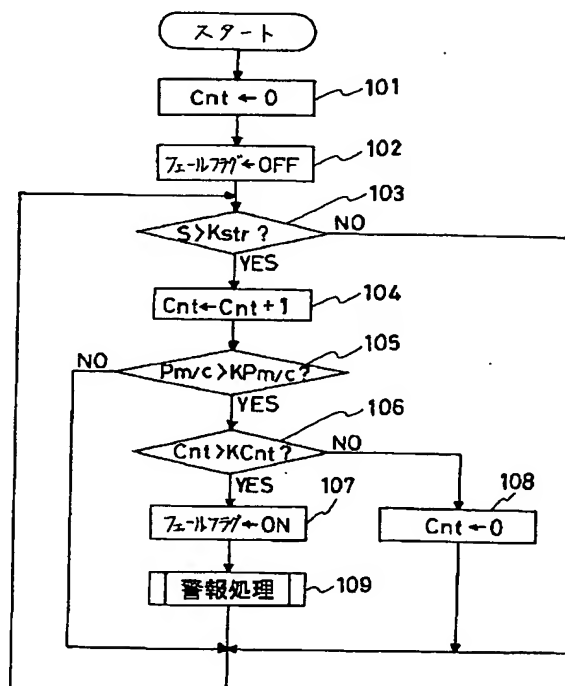 スタート
Cnt ← 0
101
フェールフラグ←OFF
102
S>Kstr ?
103
NO
YES
Cnt←Cnt+1
104
Pm/c>KPm/c?
105
NO
YES
Cnt>KCnt?
106
NO
YES
フェールフラグ←ON
107
Cnt←0
108
警報処理
109